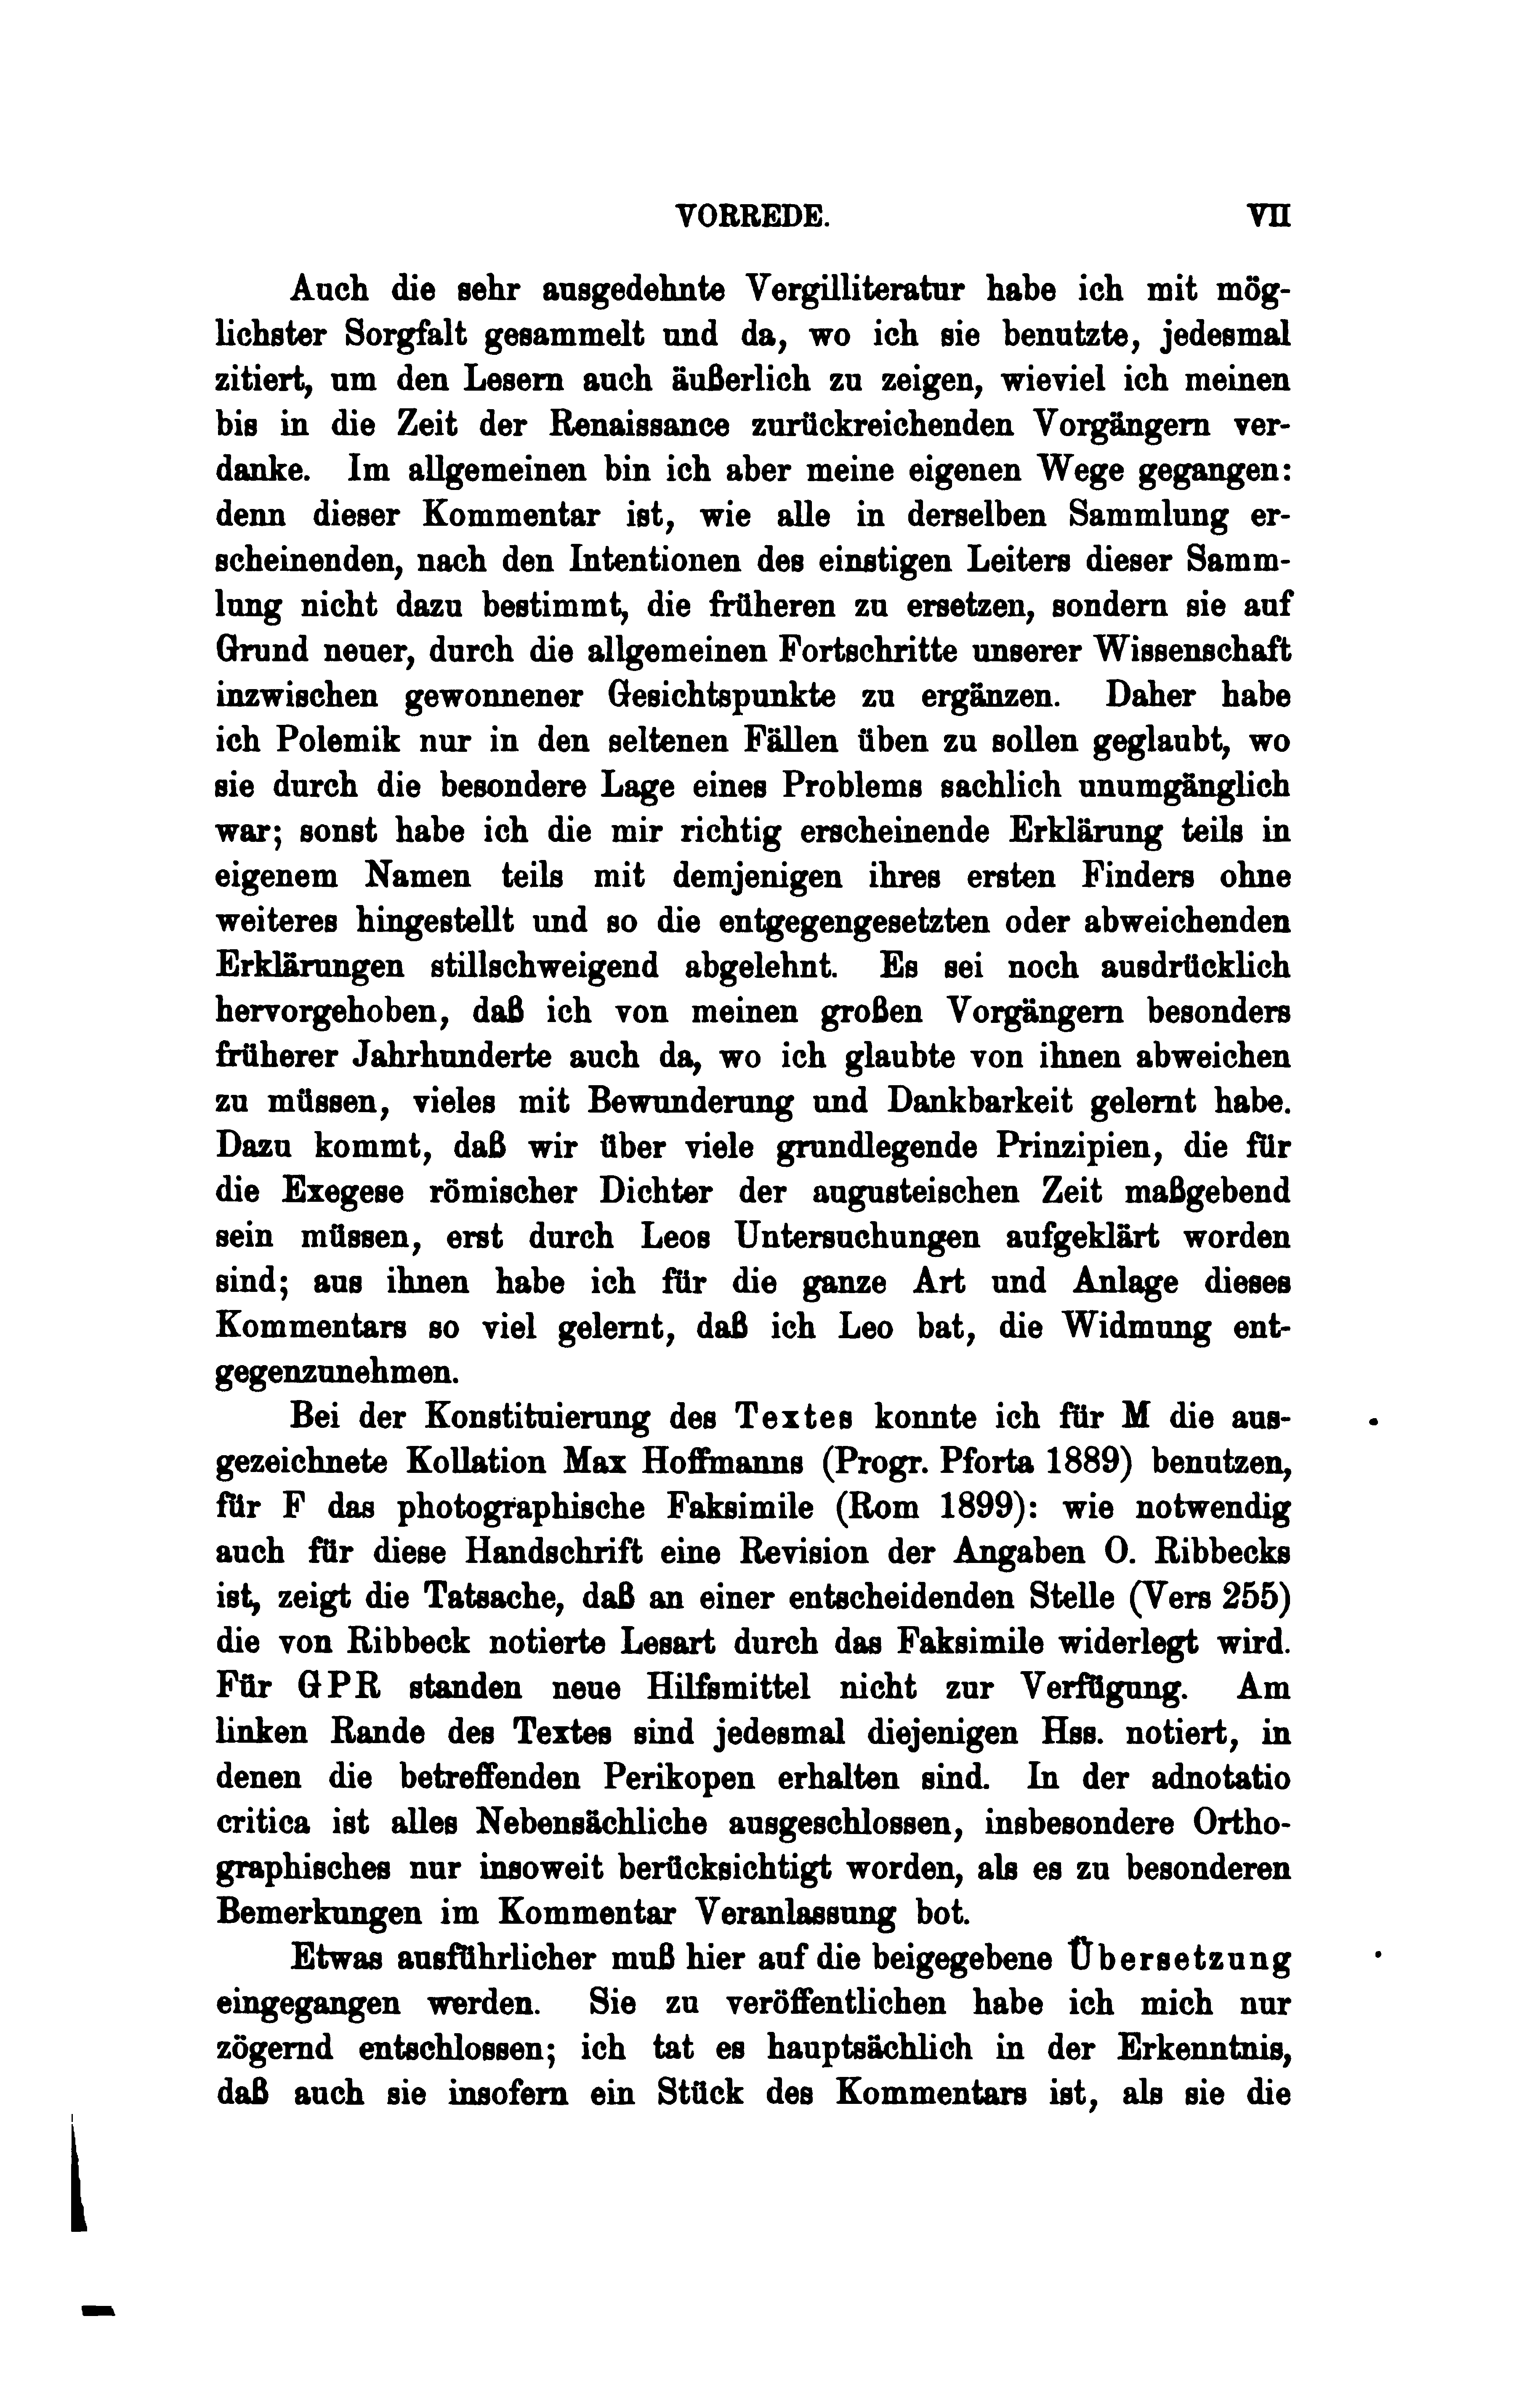 VORREDE. VII
Auch die sehr ausgedehnte Vergilliteratur habe ich mit mög-
lichster Sorgfalt gesammelt und da, wo ich sie benutzte, jedesmal
zitiert, um den Lesern auch äußerlich zu zeigen, wieviel ich meinen
bis in die Zeit der Renaissance zurückreichenden Vorgängern ver-
danke. Im allgemeinen bin ich aber meine eigenen Wege gegangen:
denn dieser Kommentar ist, wie alle in derselben Sammlung er-
scheinenden, nach den Intentionen des einstigen Leiters dieser Samm-
lung nicht dazu bestimmt, die früheren zu ersetzen, sondern sie auf
Grund neuer, durch die allgemeinen Fortschritte unserer Wissenschaft
inzwischen gewonnener Gesichtspunkte zu ergänzen. Daher habe
ich Polemik nur in den seltenen Fällen üben zu sollen geglaubt, wo
sie durch die besondere Lage eines Problems sachlich unumgänglich
war; sonst habe ich die mir richtig erscheinende Erklärung teils in
eigenem Namen teils mit demjenigen ihres ersten Finders ohne
weiteres hingestellt und so die entgegengesetzten oder abweichenden
Erklärungen stillschweigend abgelehnt. Es sei noch ausdrücklich
hervorgehoben, daß ich von meinen großen Vorgängern besonders
früherer Jahrhunderte auch da, wo ich glaubte von ihnen abweichen
zu müssen, vieles mit Bewunderung und Dankbarkeit gelernt habe.
Dazu kommt, daß wir über viele grundlegende Prinzipien, die für
die Exegese römischer Dichter der augusteischen Zeit maßgebend
sein müssen, erst durch Leos Untersuchungen aufgeklärt worden
sind; aus ihnen habe ich für die ganze Art und Anlage dieses
Kommentars so viel gelernt, daß ich Leo bat, die Widmung ent-
gegenzunehmen.
Bei der Konstituierung des Textes konnte ich für M die aus-
gezeichnete Kollation Max Hoffmanns (Progr. Pforta 1889) benutzen,
für F das photographische Faksimile (Rom 1899): wie notwendig
auch für diese Handschrift eine Revision der Angaben O. Ribbecks
ist, zeigt die Tatsache, daß an einer entscheidenden Stelle (Vers 255)
die von Ribbeck notierte Lesart durch das Faksimile widerlegt wird.
Für GPR standen neue Hilfsmittel nicht zur Verfügung. Am
linken Rande des Textes sind jedesmal diejenigen Hss. notiert, in
denen die betreffenden Perikopen erhalten sind. In der adnotatio
critica ist alles Nebensächliche ausgeschlossen, insbesondere Ortho-
graphisches nur insoweit berücksichtigt worden, als es zu besonderen
Bemerkungen im Kommentar Veranlassung bot.
Etwas ausführlicher muß hier auf die beigegebene Übersetzung
eingegangen werden. Sie zu veröffentlichen habe ich mich nur
zögernd entschlossen; ich tat es hauptsächlich in der Erkenntnis,
daß auch sie insofern ein Stück des Kommentars ist, als sie die